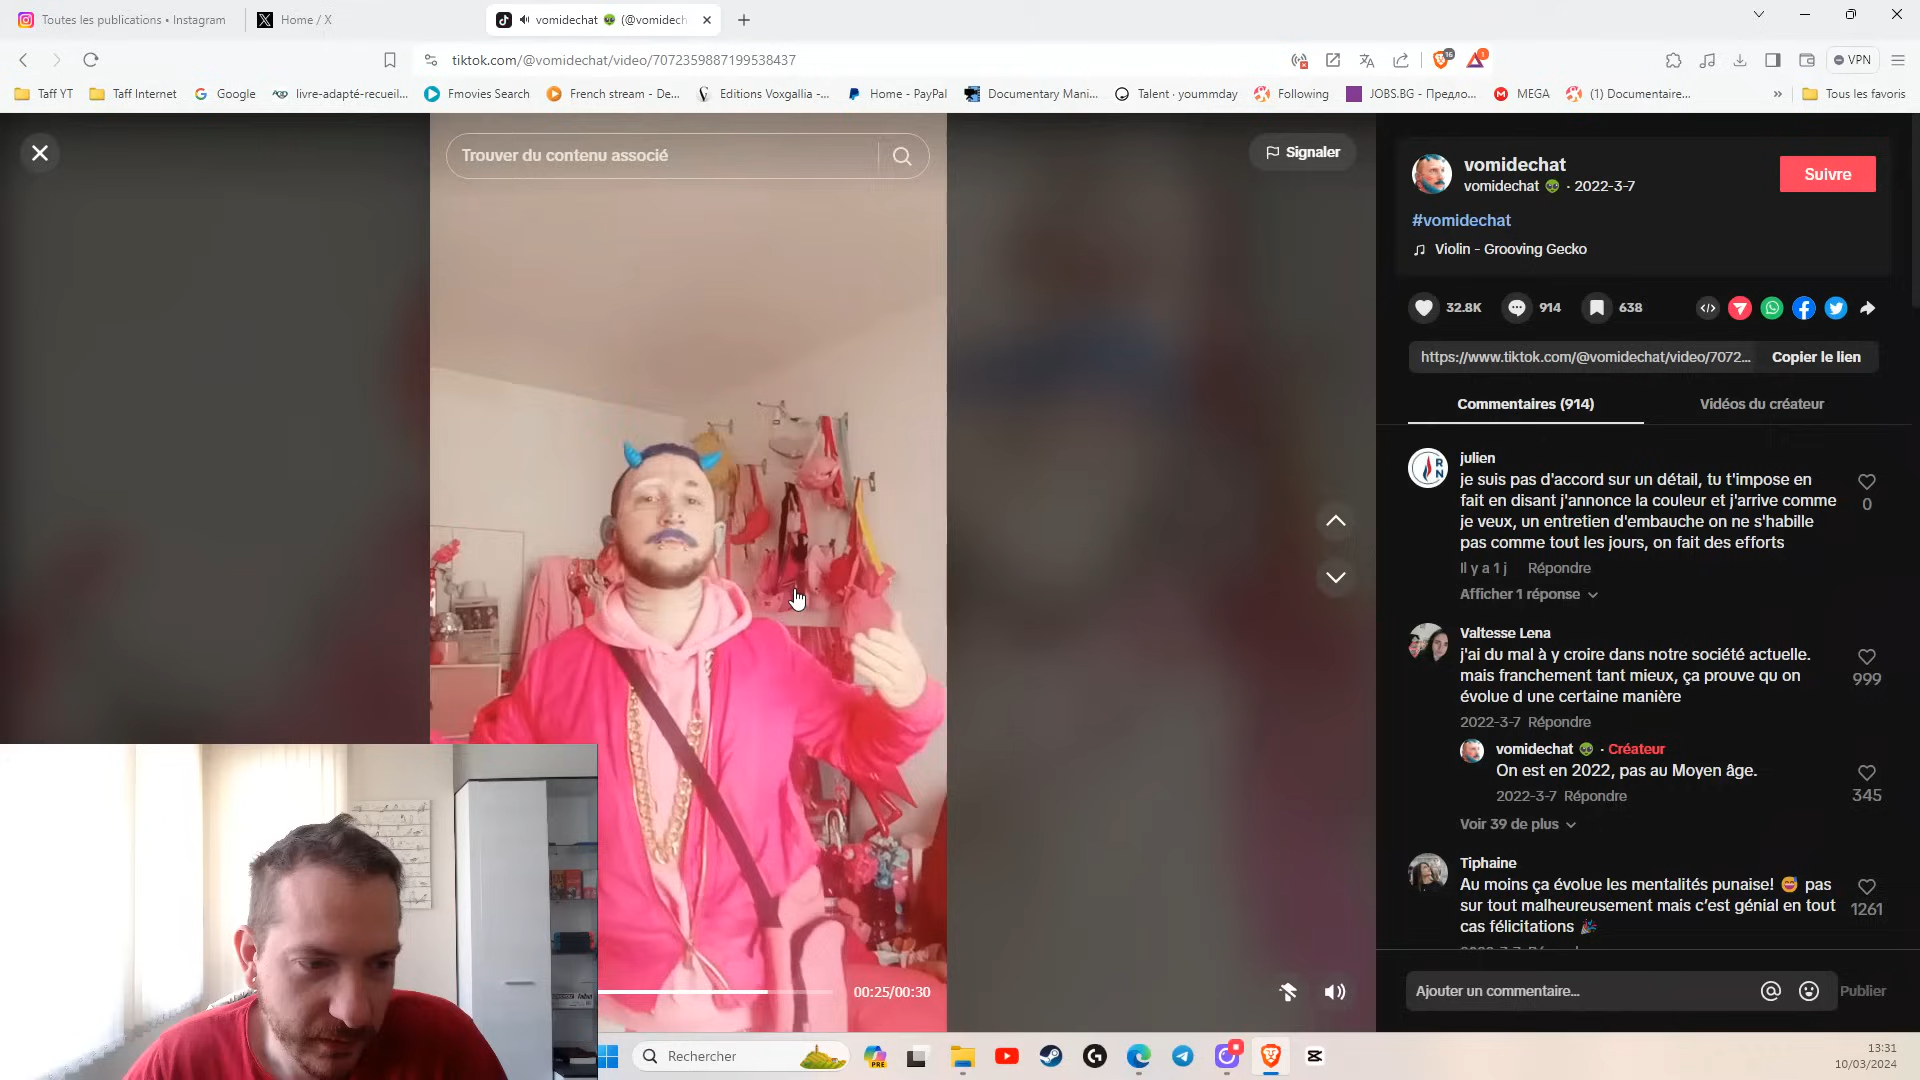 Toutes les publications • Instagram
Home / X
vomidechat 👽 (@vomidech
tiktok.com/@vomidechat/video/7072359887199538437
16
1
VPN
Taff YT
Taff Internet
Google
livre-adapté-recueil...
Fmovies Search
French stream - De...
Editions Voxgallia -...
Home - PayPal
Documentary Mani...
Talent · yoummday
Following
JOBS.BG - Предло...
MEGA
(1) Documentaire...
»
Tous les favoris
Trouver du contenu associé
Signaler
vomidechat
vomidechat 👽 · 2022-3-7
Suivre
#vomidechat
♫ Violin - Grooving Gecko
32.8K
914
638
https://www.tiktok.com/@vomidechat/video/7072...
Copier le lien
Commentaires (914)
Vidéos du créateur
RN
julien
je suis pas d'accord sur un détail, tu t'impose en
fait en disant j'annonce la couleur et j'arrive comme
je veux, un entretien d'embauche on ne s'habille
pas comme tout les jours, on fait des efforts
0
Il y a 1 j Répondre
Afficher 1 réponse
Valtesse Lena
j'ai du mal à y croire dans notre société actuelle.
mais franchement tant mieux, ça prouve qu on
évolue d une certaine manière
999
2022-3-7 Répondre
vomidechat 👽 · Créateur
On est en 2022, pas au Moyen âge.
345
2022-3-7 Répondre
Voir 39 de plus
Tiphaine
Au moins ça évolue les mentalités punaise! 😅 pas
sur tout malheureusement mais c'est génial en tout
cas félicitations 🎉
1261
00:25/00:30
Ajouter un commentaire...
Publier
Rechercher
PRE
13:31
10/03/2024